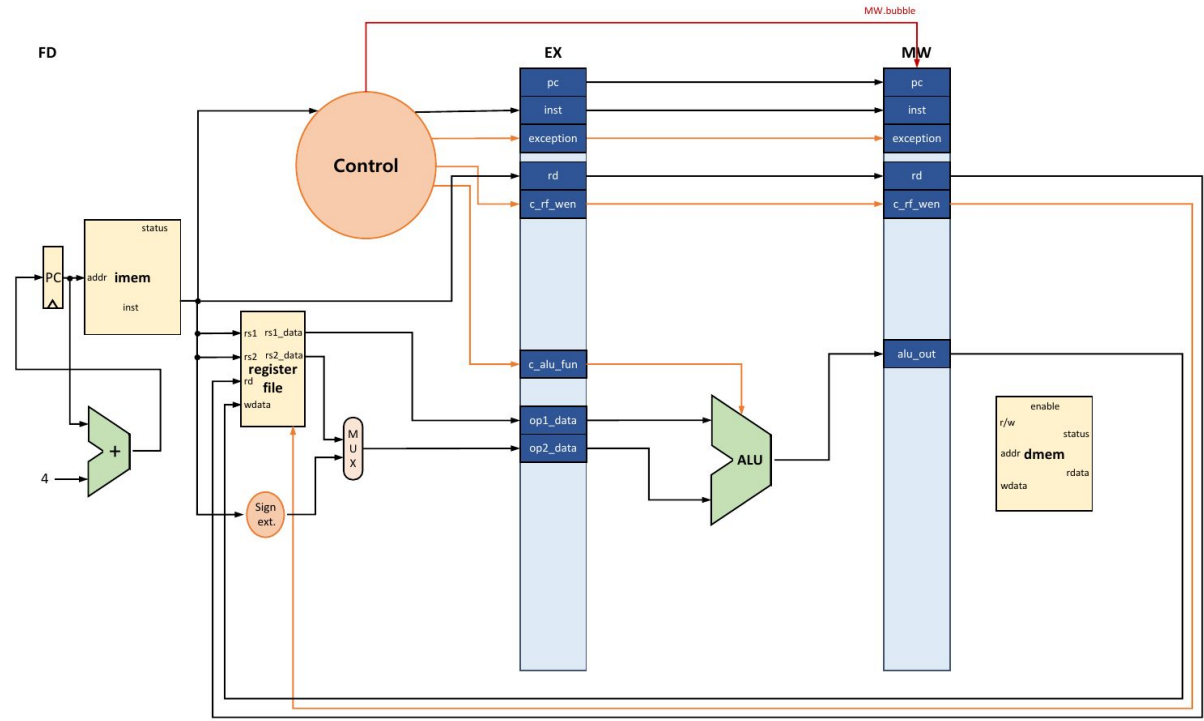 MW.bubble
FD
EX
MW
pc
inst
exception
rd
c_rf_wen
c_alu_fun
op1_data
op2_data
pc
inst
exception
rd
c_rf_wen
alu_out
Control
PC
status
addr imem
inst
rs1 rs1_data
rs2 rs2_data
register
rd file
wdata
M
U
X
+
4
Sign
ext.
ALU
enable
r/w
status
addr dmem
rdata
wdata